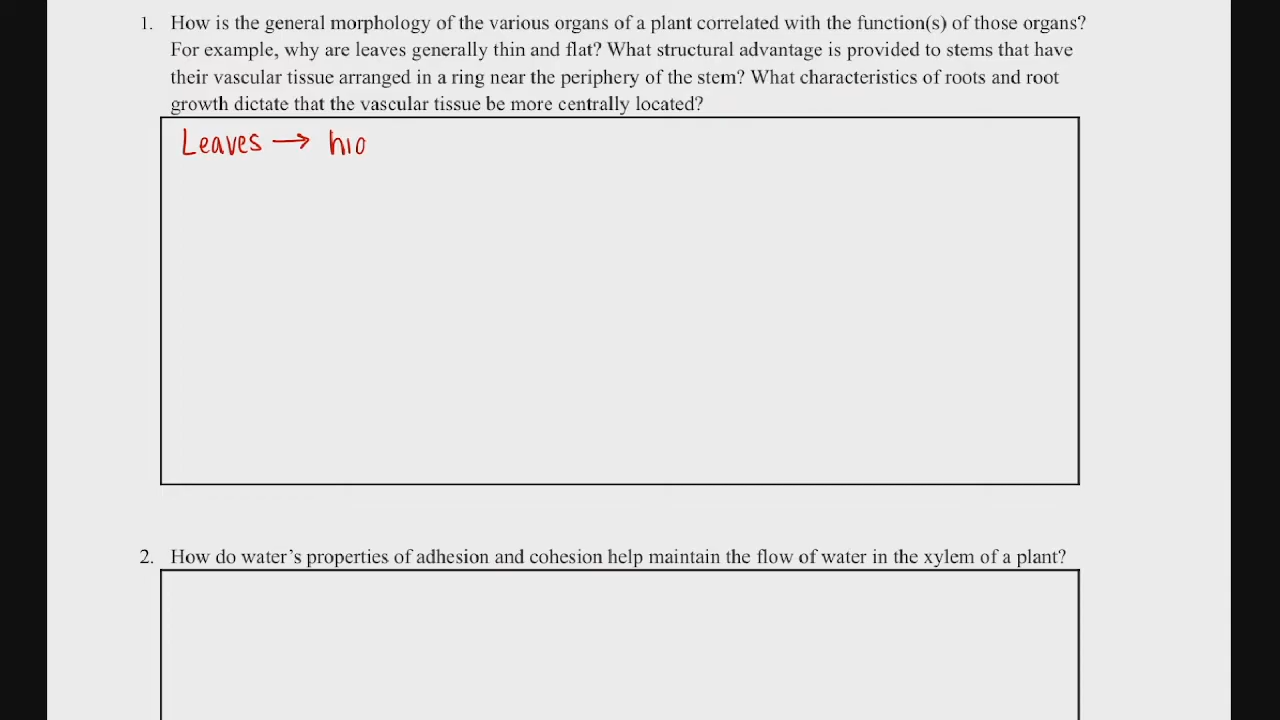 1. How is the general morphology of the various organs of a plant correlated with the function(s) of those organs?
For example, why are leaves generally thin and flat? What structural advantage is provided to stems that have
their vascular tissue arranged in a ring near the periphery of the stem? What characteristics of roots and root
growth dictate that the vascular tissue be more centrally located?
Leaves →
2. How do water's properties of adhesion and cohesion help maintain the flow of water in the xylem of a plant?